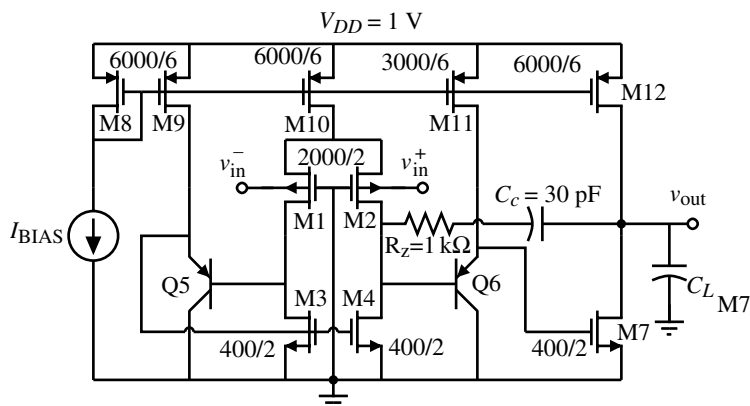 V_DD = 1 V
6000/6
6000/6
3000/6
6000/6
M8
M9
M10
M11
M12
2000/2
v_in^-
v_in^+
M1
M2
C_c = 30 pF
v_out
R_z=1 kΩ
I_BIAS
Q5
Q6
C_L
M7
M3
M4
M7
400/2
400/2
400/2